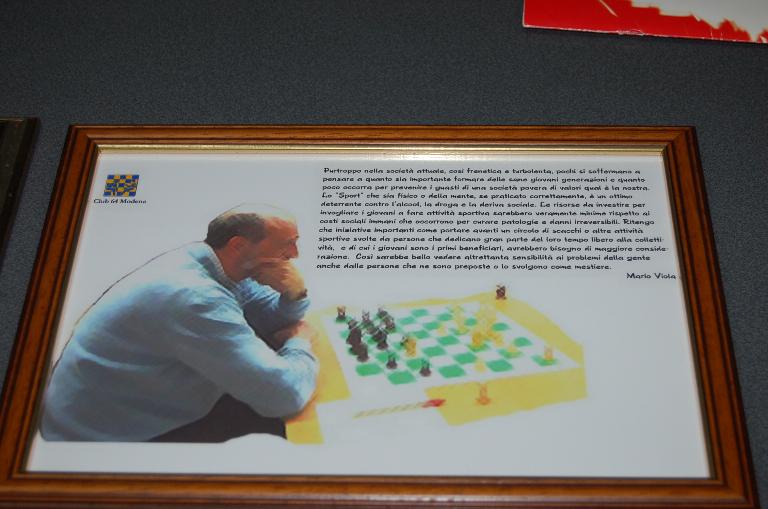 Club 64 Modena
Purtroppo nella società attuale, così frenetica e turbolenta, pochi si soffermano a
pensare a quanto sia importante formare delle sane giovani generazioni e quanto
poco occorra per prevenire i guasti di una società povera di valori qual è la nostra.
Lo "Sport" che sia fisico o della mente, se praticato correttamente, è un ottimo
deterrente contro l'alcool, la droga e la deriva sociale. Le risorse da investire per
invogliare i giovani a fare attività sportiva sarebbero veramente minime rispetto ai
costi sociali immani che occorrono per curare patologie e danni irreversibili. Ritengo
che iniziative importanti come portare avanti un circolo di scacchi o altre attività
sportive svolte da persone che dedicano gran parte del loro tempo libero alla colletti-
vità, e di cui i giovani sono i primi beneficiari, avrebbero bisogno di maggiore conside-
razione. Così sarebbe bello vedere altrettanta sensibilità ai problemi della gente
anche dalle persone che ne sono preposte o lo svolgono come mestiere.
Mario Viola